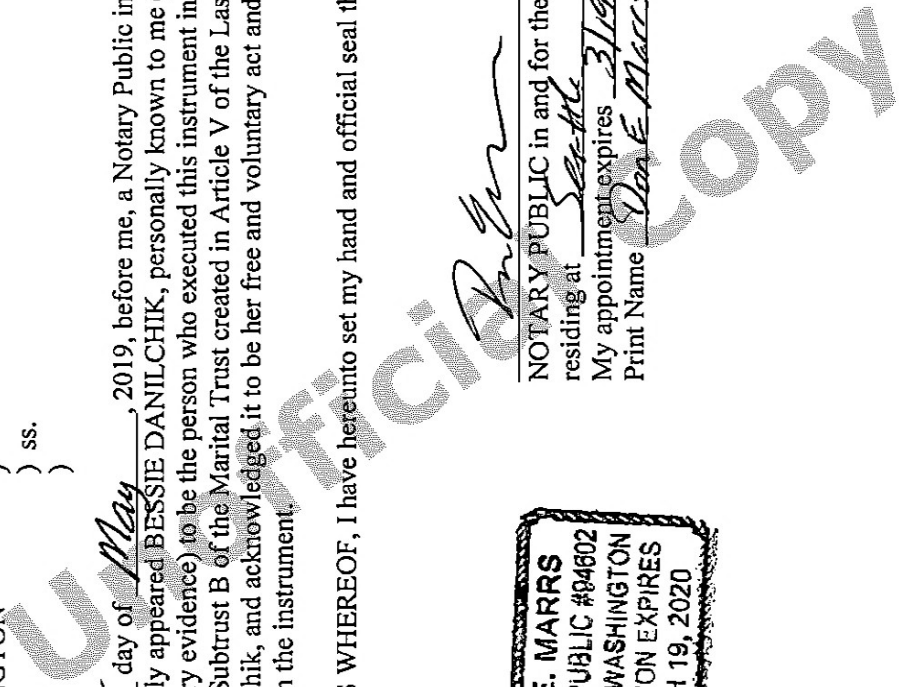 ) ss.
)
day of May, 2019, before me, a Notary Public in
ly appeared BESSIE DANILCHIK, personally known to me
ry evidence) to be the person who executed this instrument in
Subtrust B of the Marital Trust created in Article V of the Las
hik, and acknowledged it to be her free and voluntary act and
n the instrument.
S WHEREOF, I have hereunto set my hand and official seal th
NOTARY PUBLIC in and for the
residing at Seattle
My appointment expires 3/19
Print Name Don E Marrs
E. MARRS
PUBLIC #94602
WASHINGTON
ON EXPIRES
H 19, 2020
Unofficial Copy